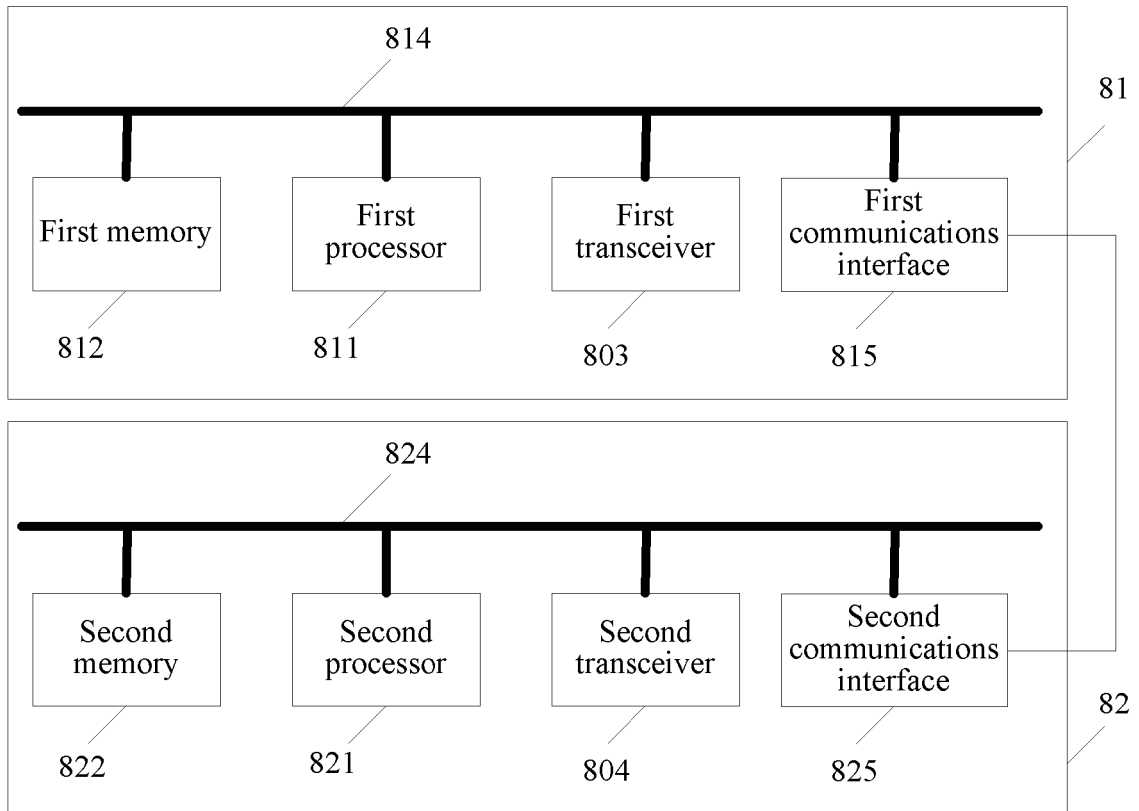 814
81
First memory
First
processor
First
transceiver
First
communications
interface
812
811
803
815
824
Second
memory
Second
processor
Second
transceiver
Second
communications
interface
82
822
821
804
825